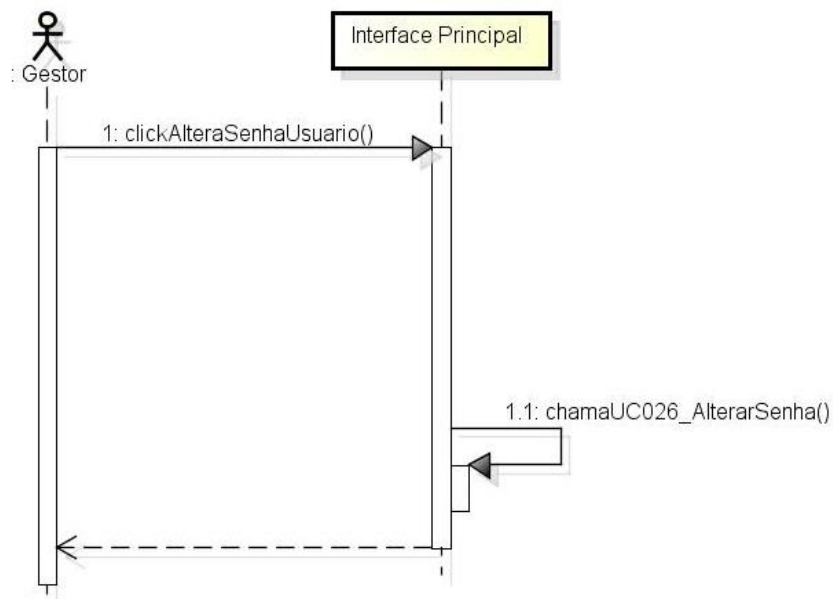 : Gestor
Interface Principal
1: clickAlteraSenhaUsuario()
1.1: chamaUC026_AlterarSenha()